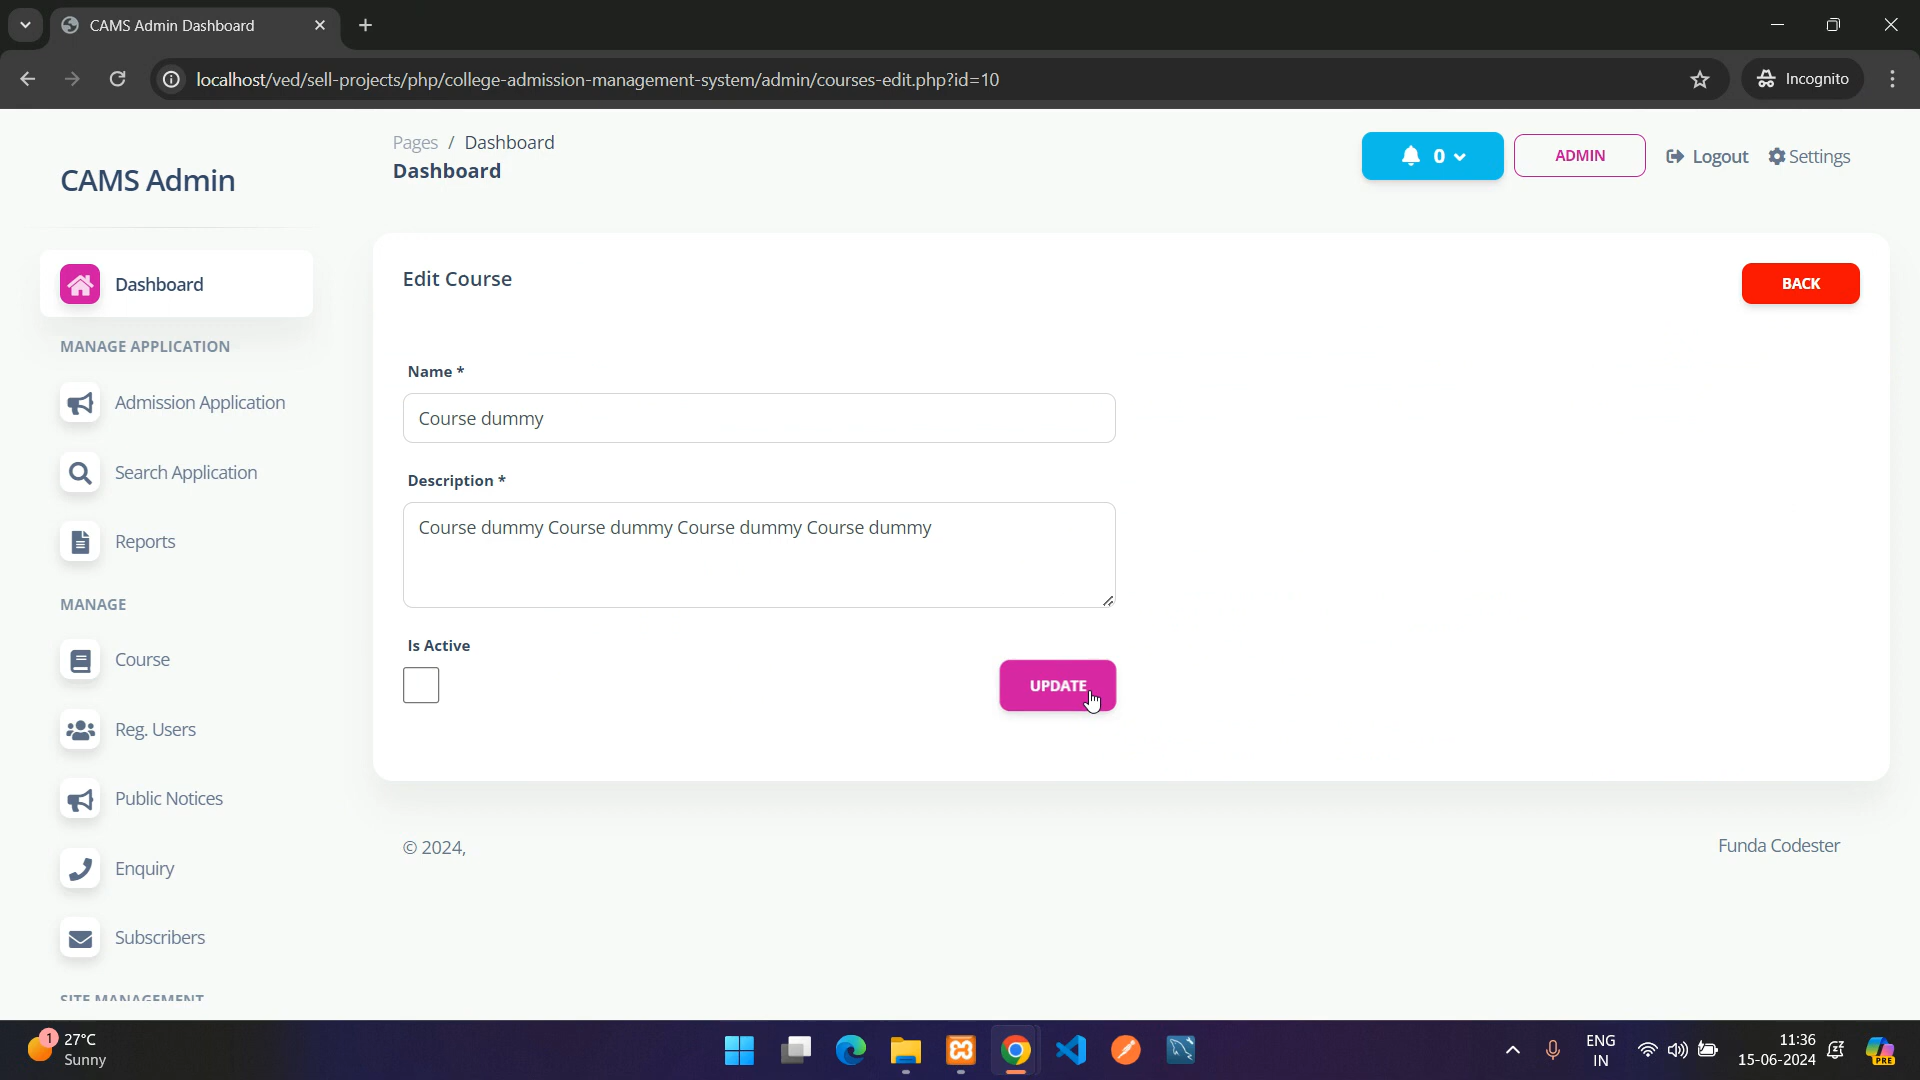 CAMS Admin Dashboard
localhost/ved/sell-projects/php/college-admission-management-system/admin/courses-edit.php?id=10
Incognito
CAMS Admin
Pages / Dashboard
Dashboard
0
ADMIN
Logout
Settings
Dashboard
MANAGE APPLICATION
Admission Application
Search Application
Reports
MANAGE
Course
Reg. Users
Public Notices
Enquiry
Subscribers
SITE MANAGEMENT
Edit Course
BACK
Name *
Course dummy
Description *
Course dummy Course dummy Course dummy Course dummy
Is Active
UPDATE
© 2024,
Funda Codester
1
27°C
Sunny
ENG
IN
11:36
15-06-2024
PRE